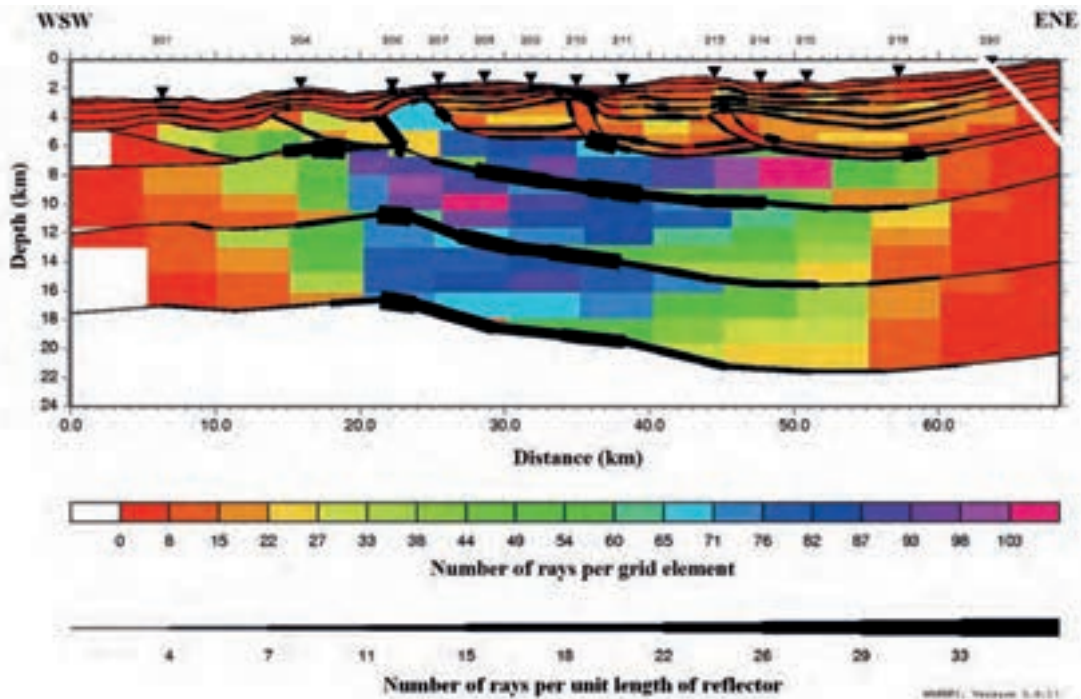 WSW ENE
201 204 206 207 208 209 210 211 213 214 215 219
0
2
4
6
8
10
12
14
16
18
20
22
24
Depth (km)
0.0 10.0 20.0 30.0 40.0 50.0 60.0
Distance (km)
0 8 15 22 27 33 38 44 49 54 60 65 71 76 82 87 93 98 103
Number of rays per grid element
4 7 11 15 18 22 26 29 33
Number of rays per unit length of reflector